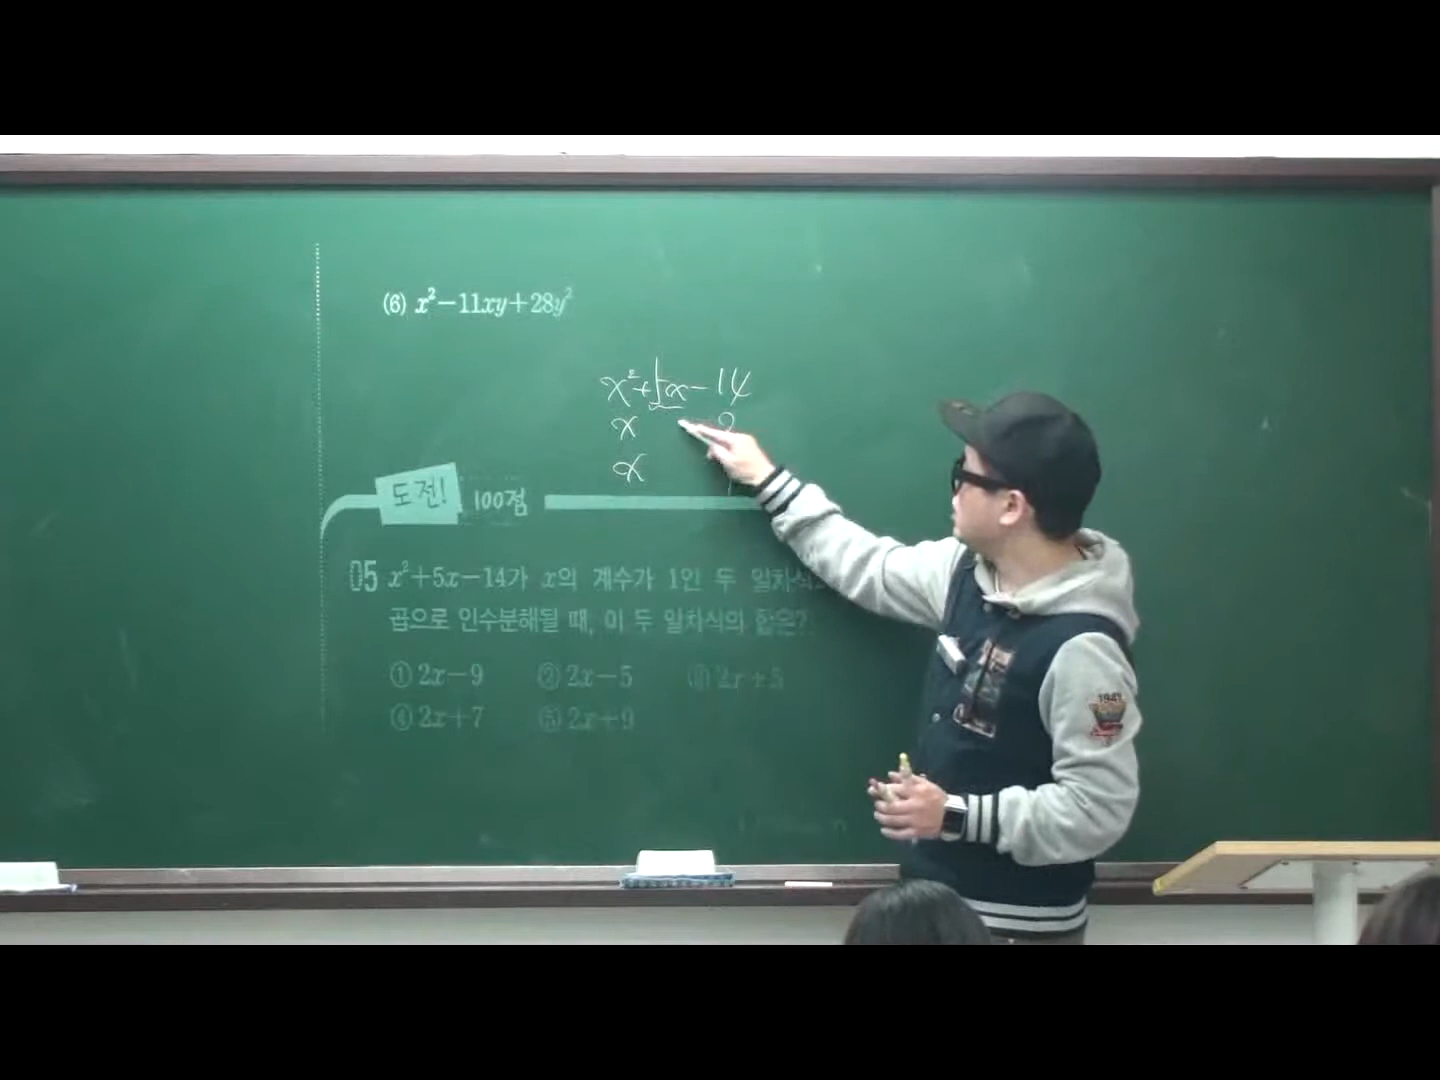 (6) x²−11xy+28y²
x²+5x−14
x 2
x
도전! 100점
05 x²+5x−14가 x의 계수가 1인 두 일차식의
곱으로 인수분해될 때, 이 두 일차식의 합은?
① 2x−9 ② 2x−5 ③ 2x+5
④ 2x+7 ⑤ 2x+9
1941